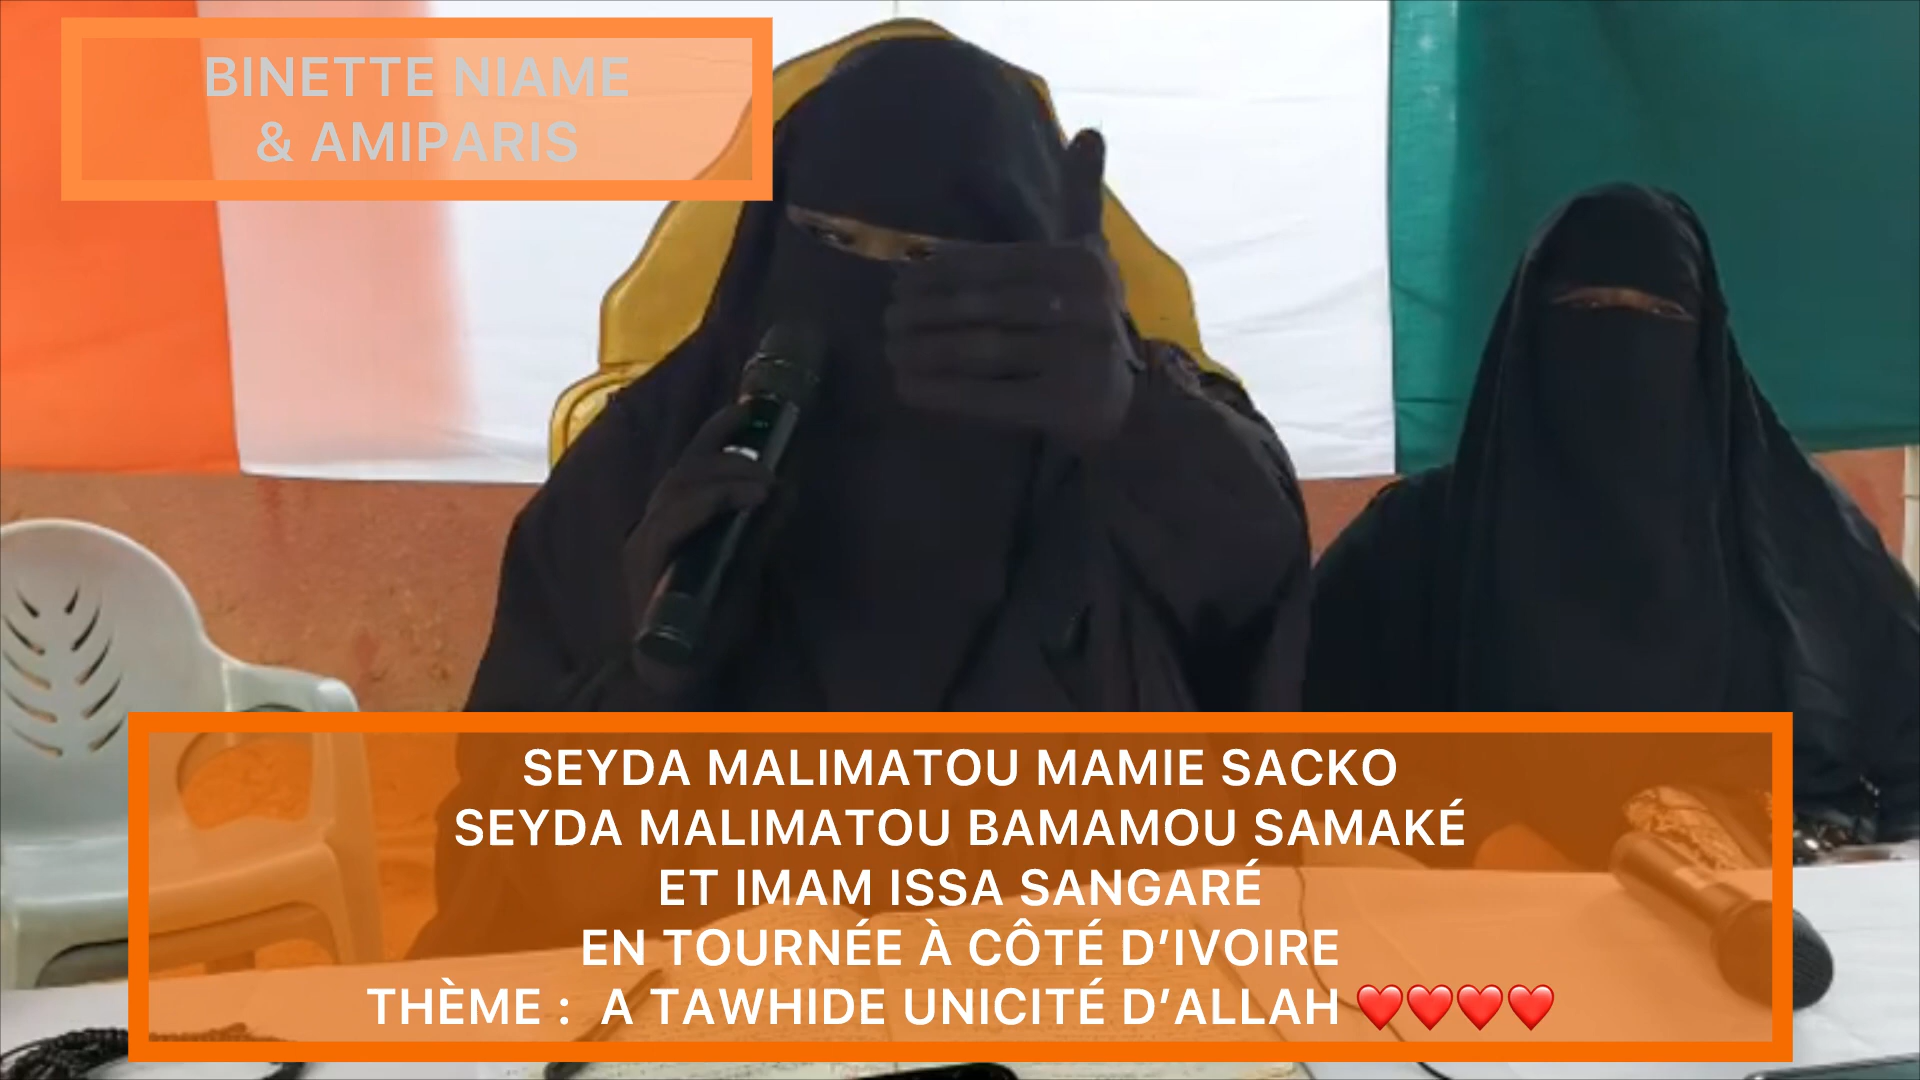 BINETTE NIAME
& AMIPARIS
SEYDA MALIMATOU MAMIE SACKO
SEYDA MALIMATOU BAMAMOU SAMAKÉ
ET IMAM ISSA SANGARÉ
EN TOURNÉE À CÔTÉ D’IVOIRE
THÈME :  A TAWHIDE UNICITÉ D’ALLAH ❤️❤️❤️❤️